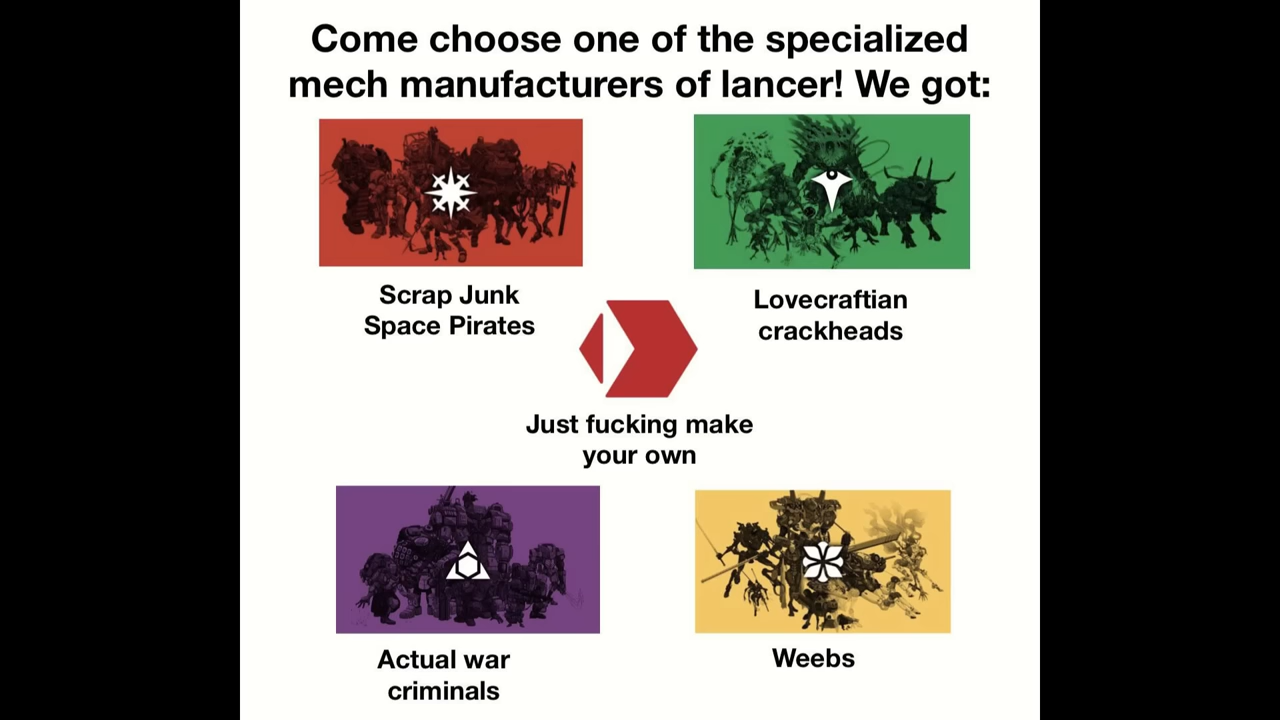 Come choose one of the specialized
mech manufacturers of lancer! We got:
Scrap Junk
Space Pirates
Lovecraftian
crackheads
Just fucking make
your own
Actual war
criminals
Weebs